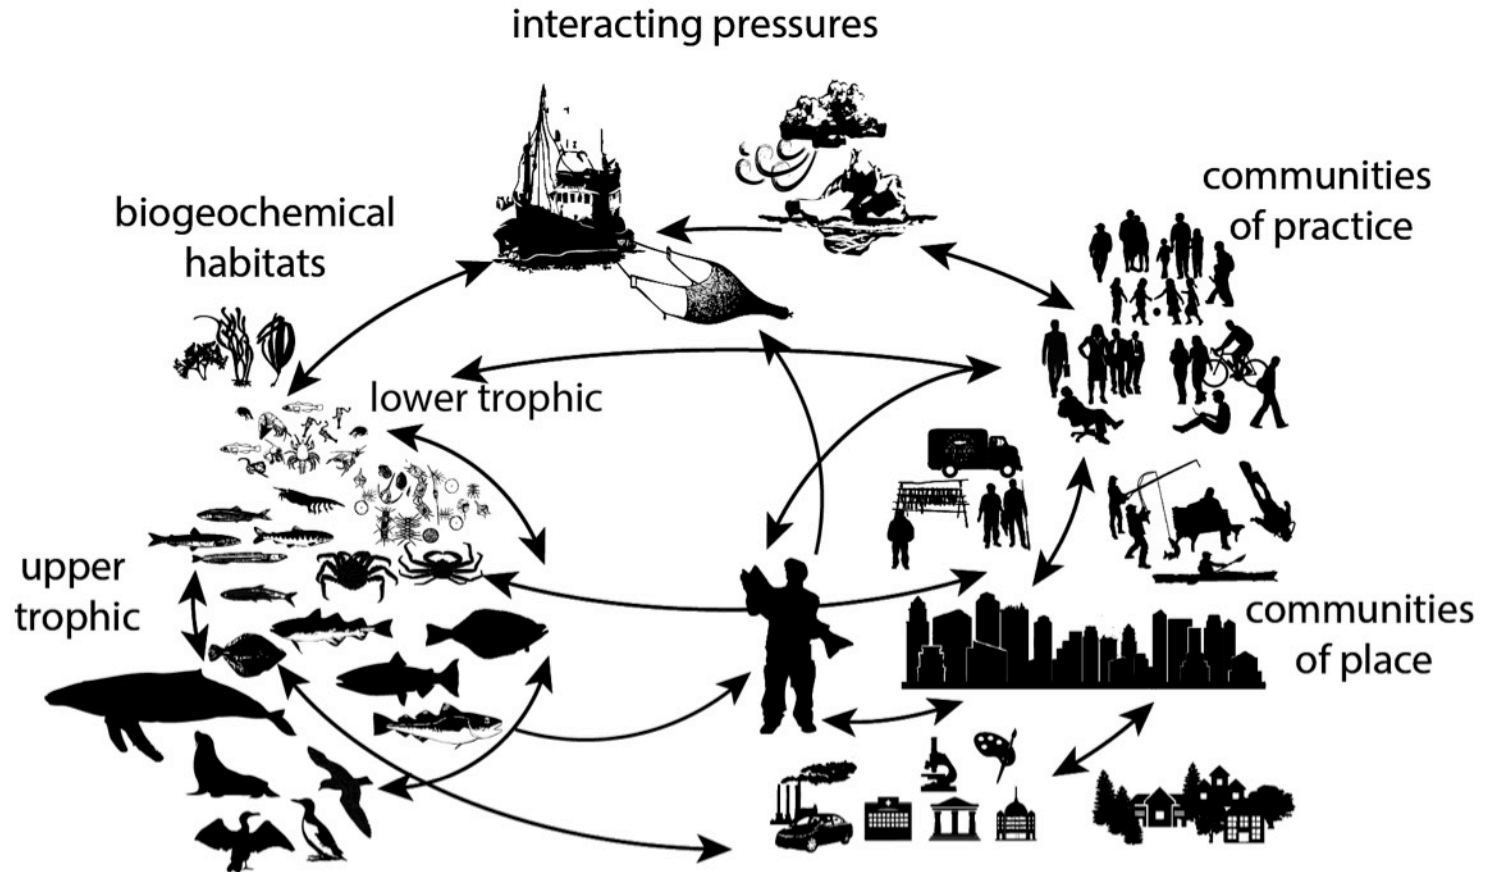 interacting pressures
communities
of practice
biogeochemical
habitats
lower trophic
upper
trophic
communities
of place